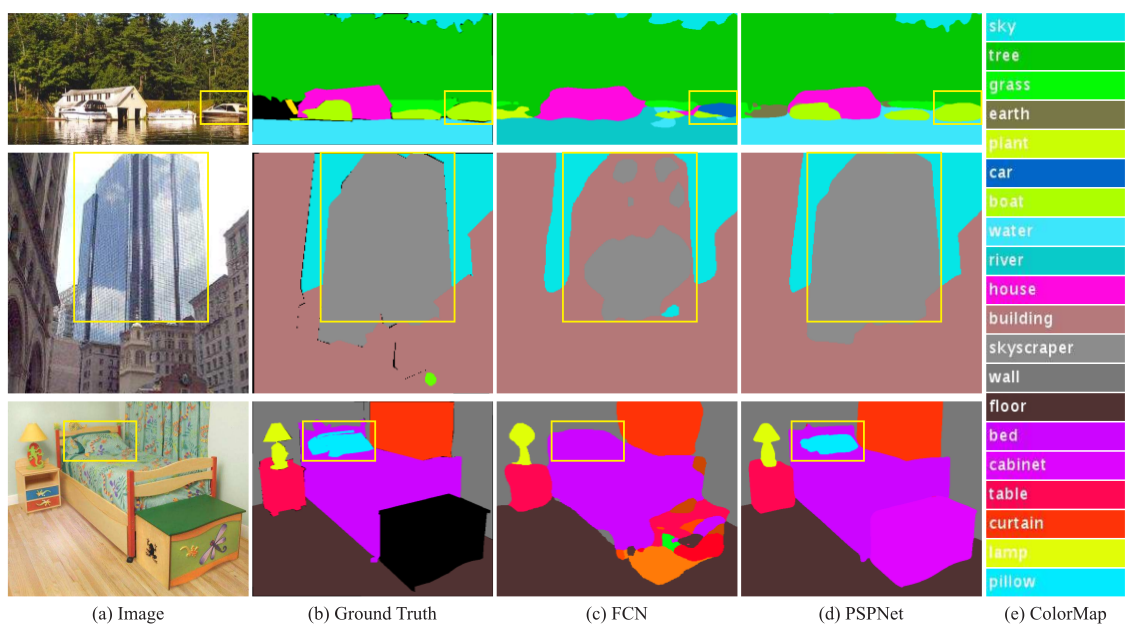 sky
tree
grass
earth
plant
car
boat
water
river
house
building
skyscraper
wall
floor
bed
cabinet
table
curtain
lamp
pillow
(a) Image
(b) Ground Truth
(c) FCN
(d) PSPNet
(e) ColorMap